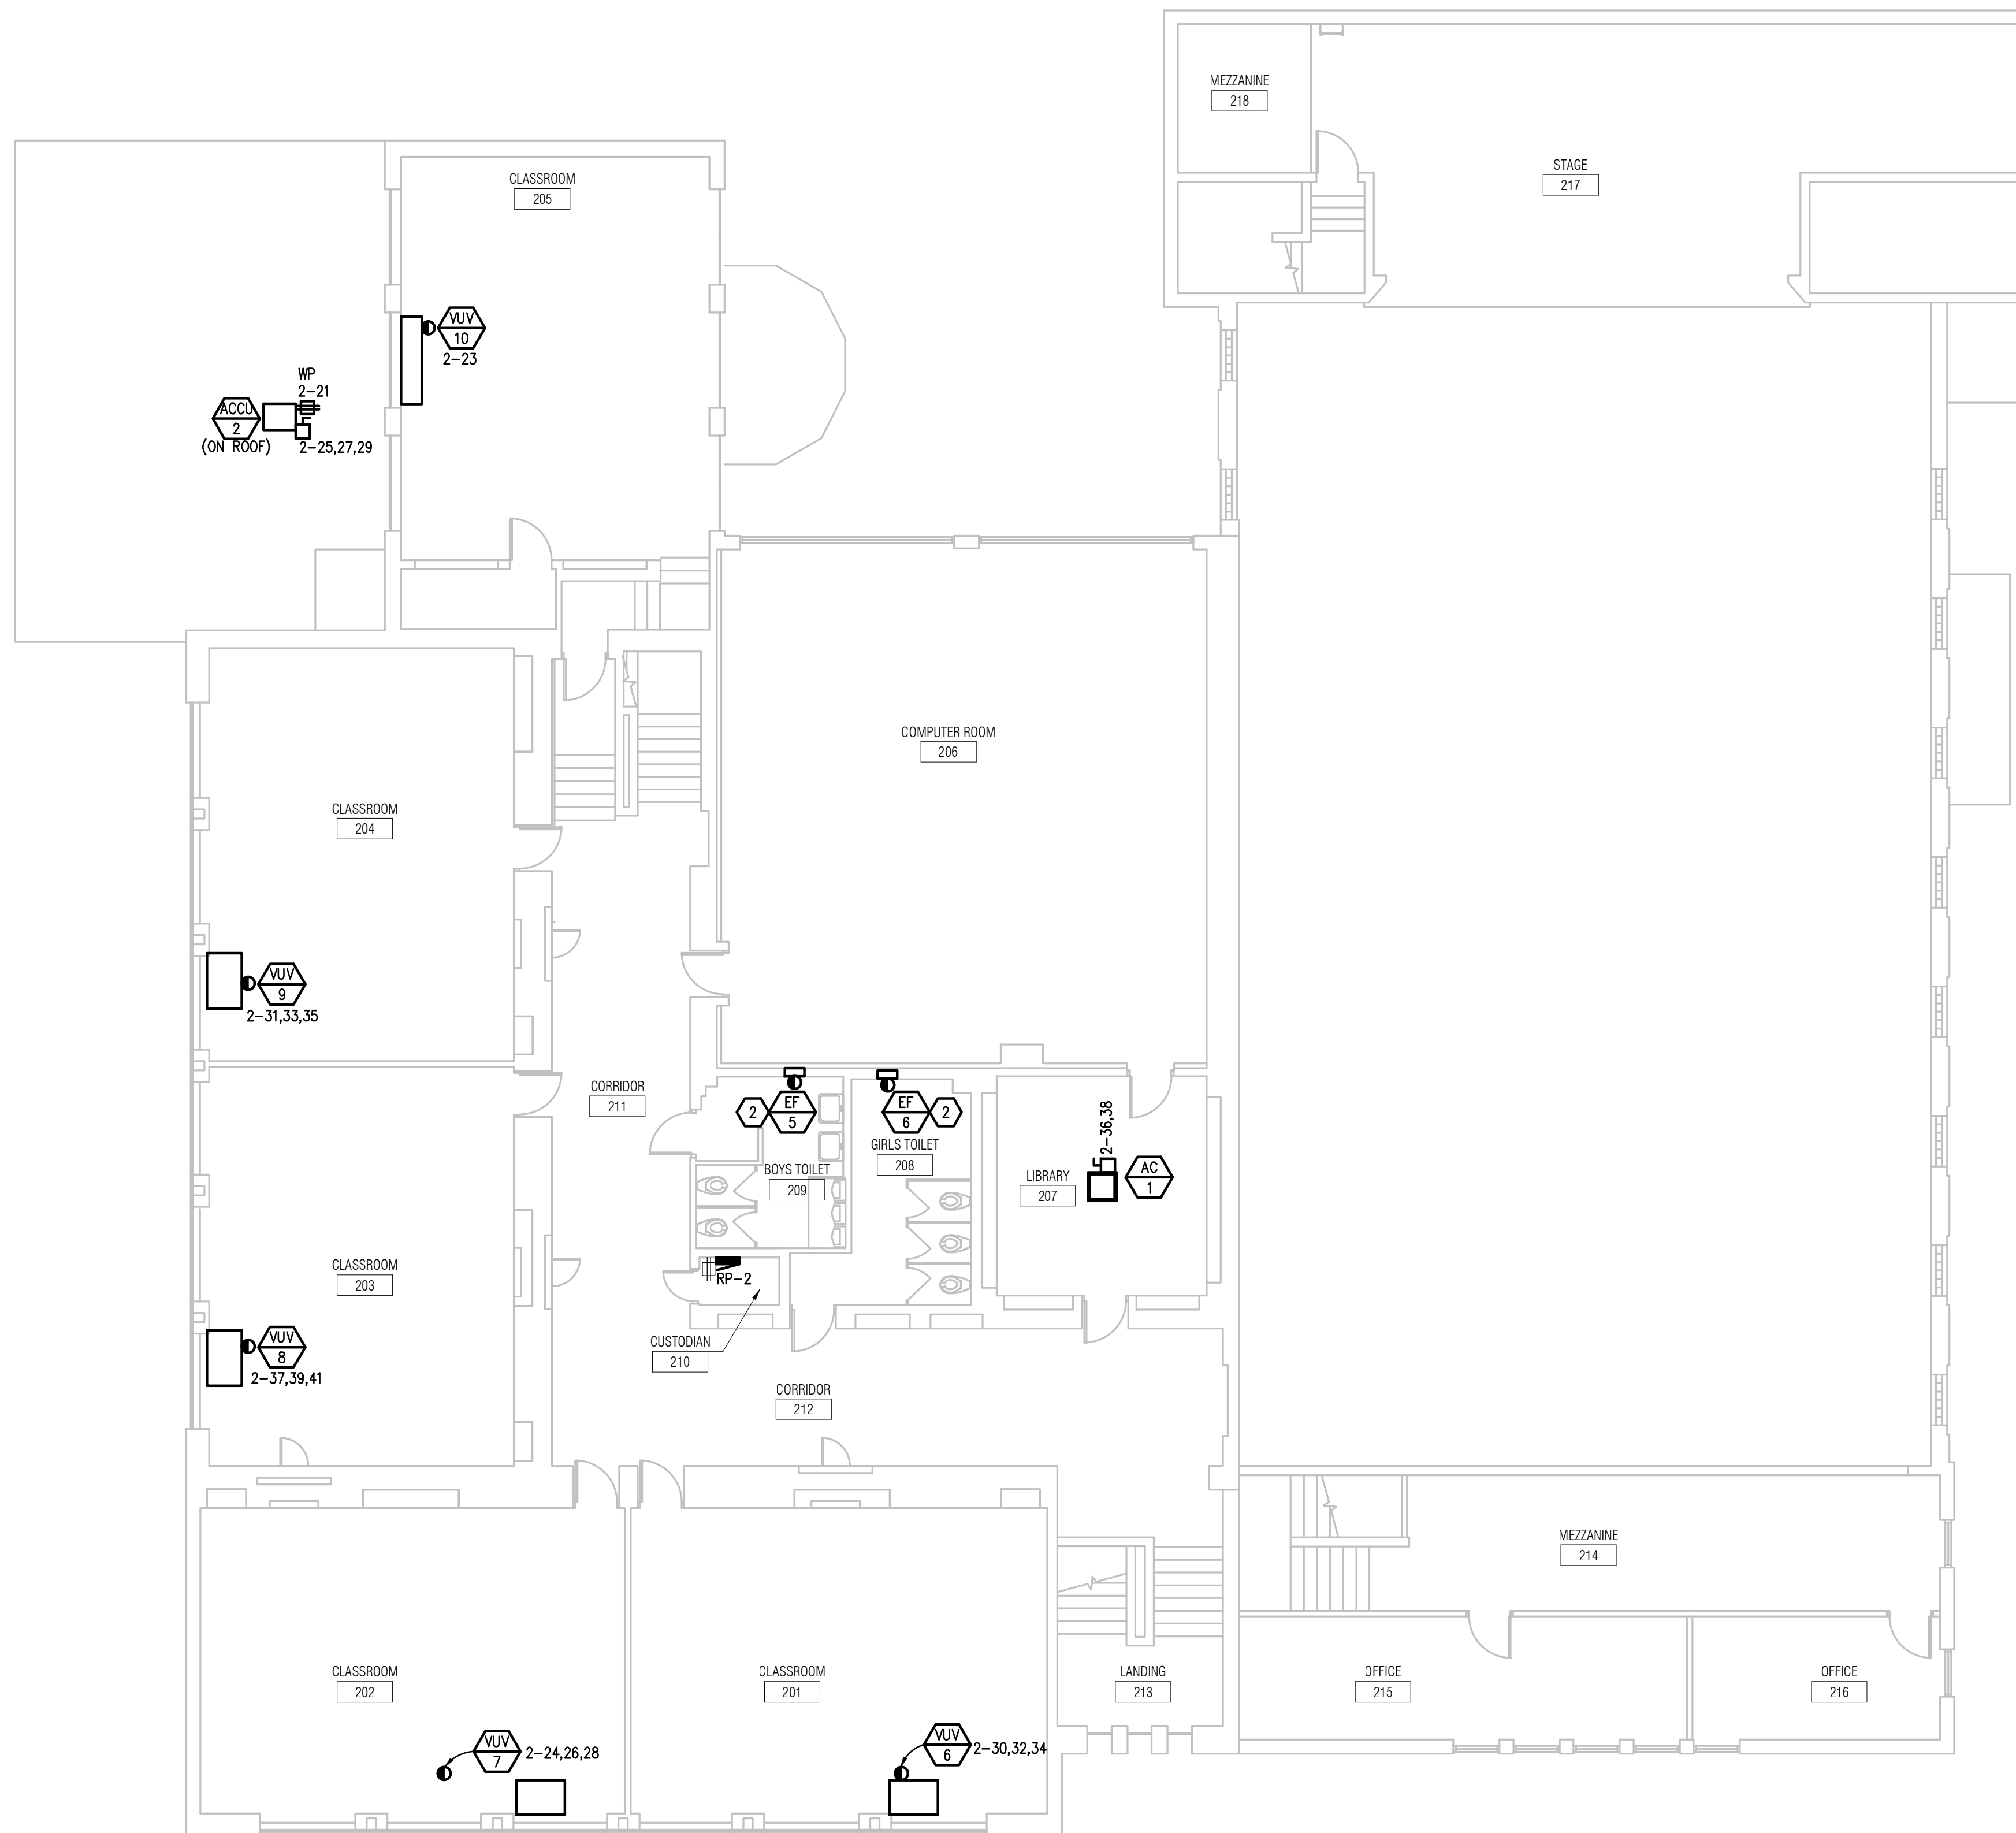 MEZZANINE
218
STAGE
217
CLASSROOM
205
VUV
10
2-23
WP
2-21
ACCU
2
(ON ROOF)
2-25,27,29
COMPUTER ROOM
206
CLASSROOM
204
VUV
9
2-31,33,35
CORRIDOR
211
2
EF
5
EF
6
2
GIRLS TOILET
208
BOYS TOILET
209
2-36,38
LIBRARY
207
AC
1
CLASSROOM
203
RP-2
CUSTODIAN
210
VUV
8
2-37,39,41
CORRIDOR
212
MEZZANINE
214
CLASSROOM
202
CLASSROOM
201
LANDING
213
OFFICE
215
OFFICE
216
VUV
7
2-24,26,28
VUV
6
2-30,32,34